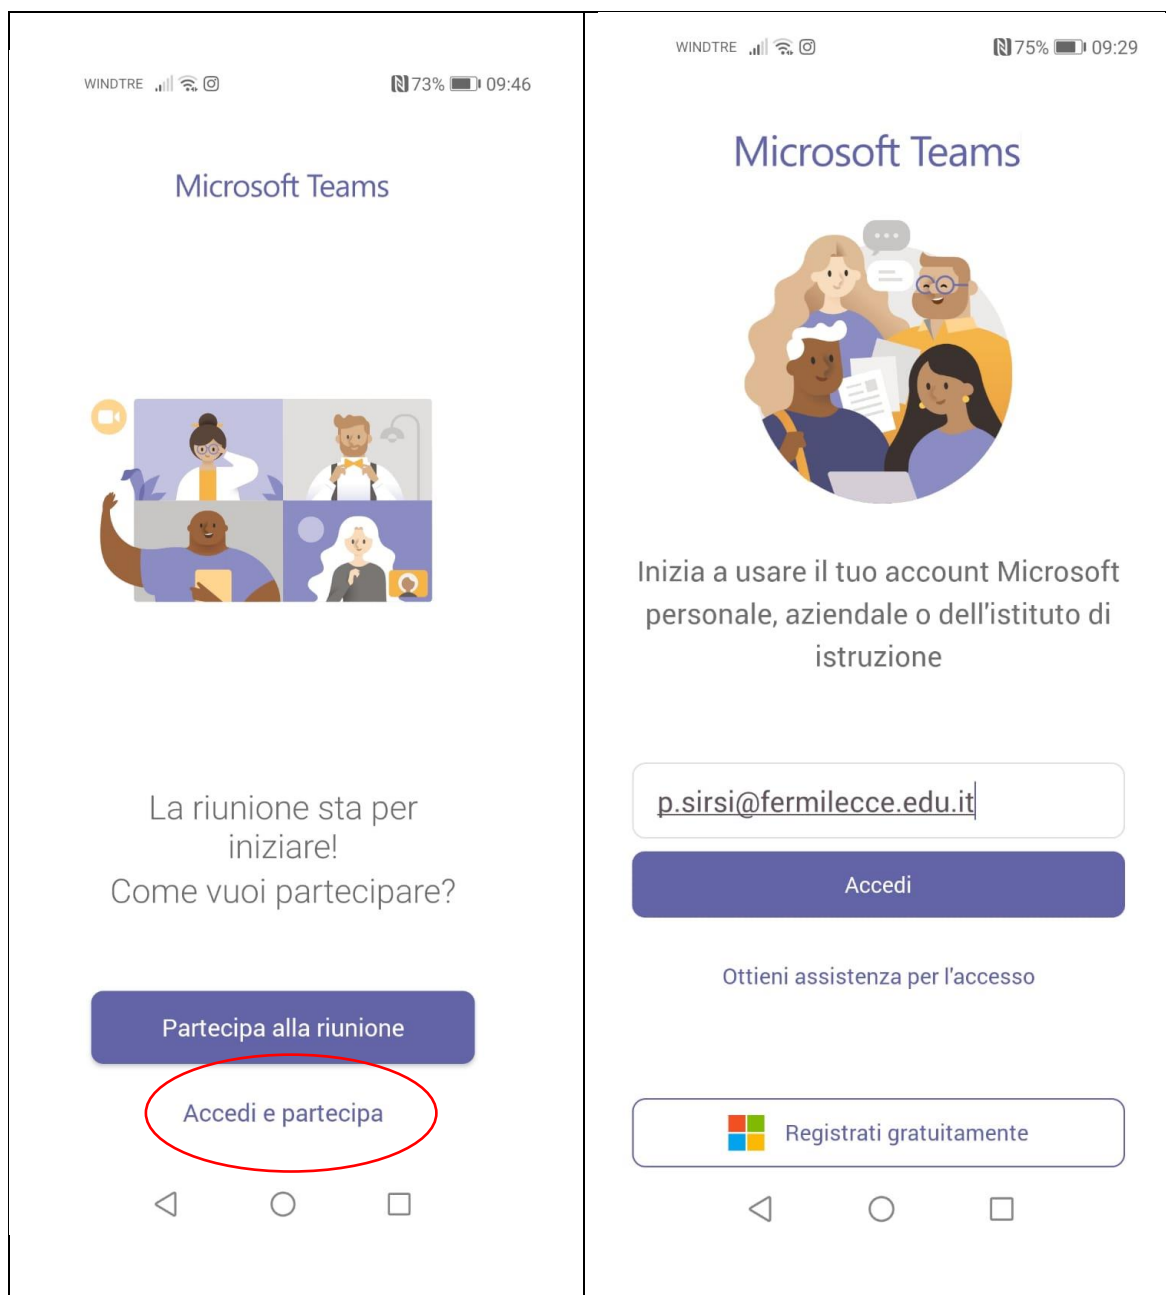 WINDTRE 73% 09:46
Microsoft Teams
La riunione sta per
iniziare!
Come vuoi partecipare?
Partecipa alla riunione
Accedi e partecipa
WINDTRE 75% 09:29
Microsoft Teams
Inizia a usare il tuo account Microsoft
personale, aziendale o dell'istituto di
istruzione
p.sirsi@fermilecce.edu.it
Accedi
Ottieni assistenza per l'accesso
Registrati gratuitamente